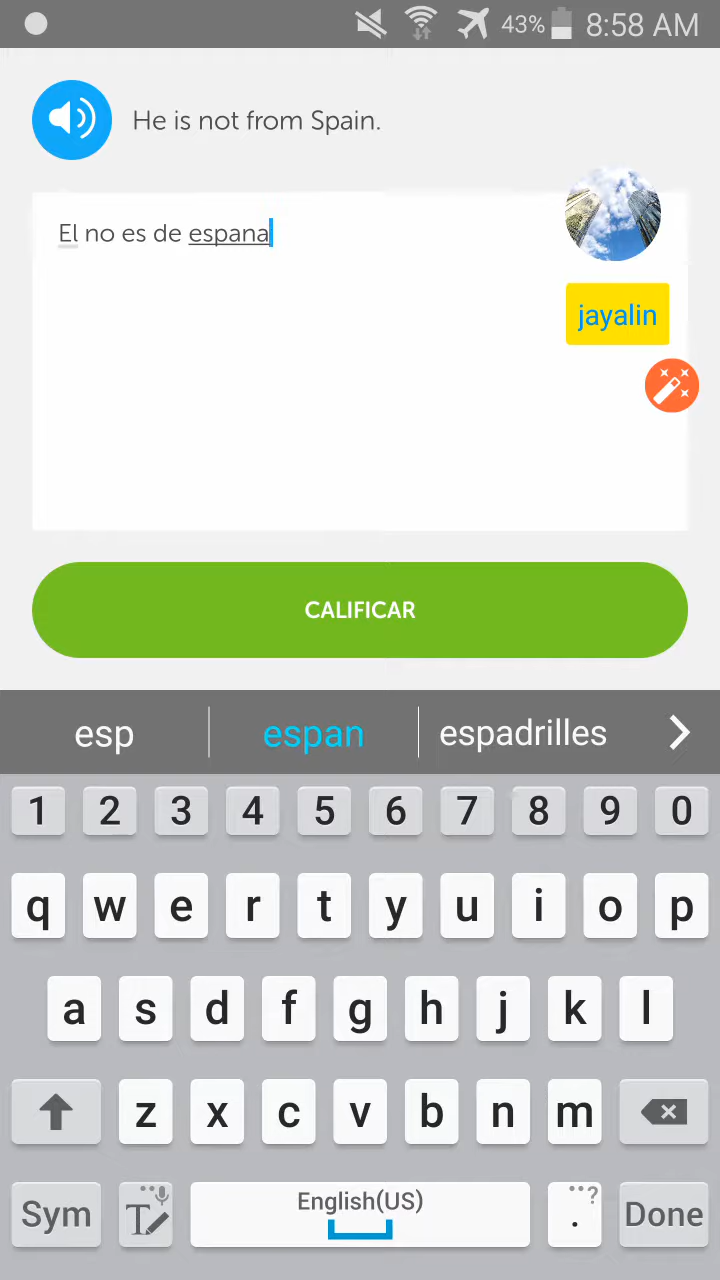 43% 8:58 AM
He is not from Spain.
El no es de espana
jayalin
CALIFICAR
esp espan espadrilles
1 2 3 4 5 6 7 8 9 0
q w e r t y u i o p
a s d f g h j k l
z x c v b n m
Sym T English(US) . ? Done